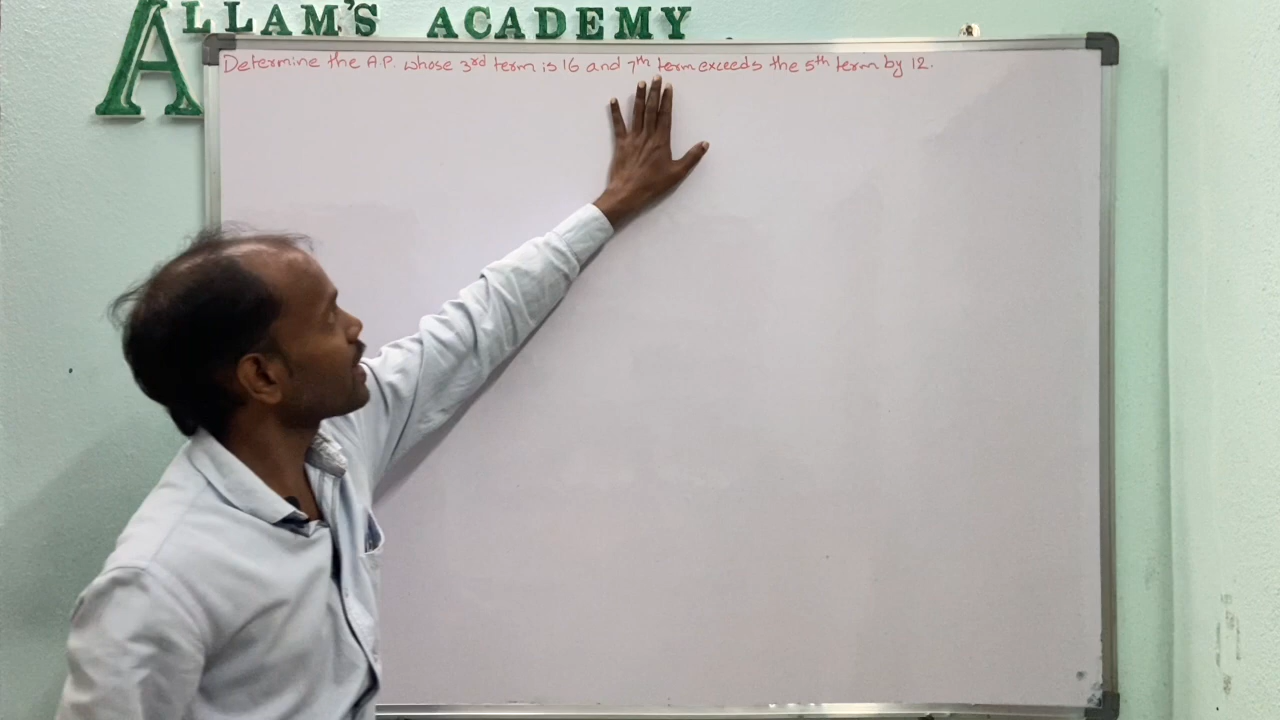 ALLAM'S ACADEMY
Determine the A.P. whose 3rd term is 16 and 7th term exceeds the 5th term by 12.